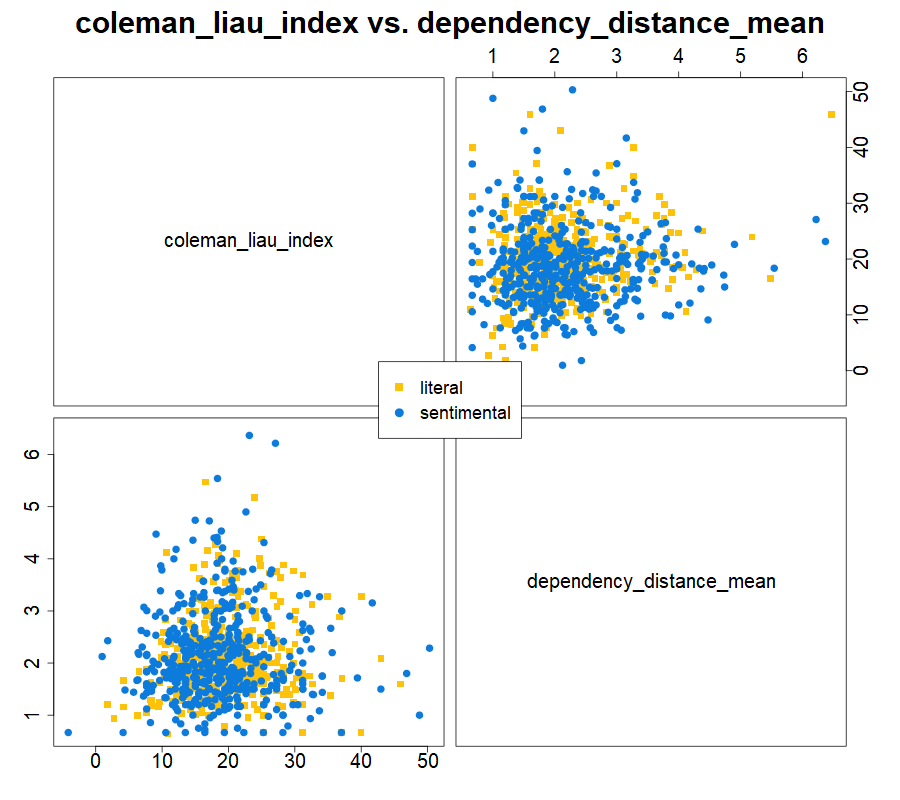 coleman_liau_index vs. dependency_distance_mean
1 2 3 4 5 6
coleman_liau_index
50
40
30
20
10
0
literal
sentimental
6
5
4
3
2
1
dependency_distance_mean
0 10 20 30 40 50